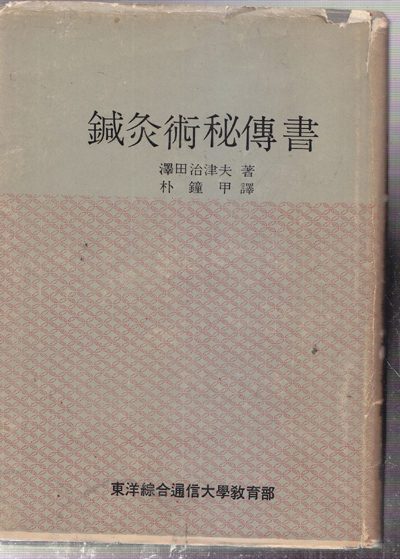 鍼灸術秘傳書
澤田治津夫 著
朴鐘甲 譯
東洋綜合通信大學教育部